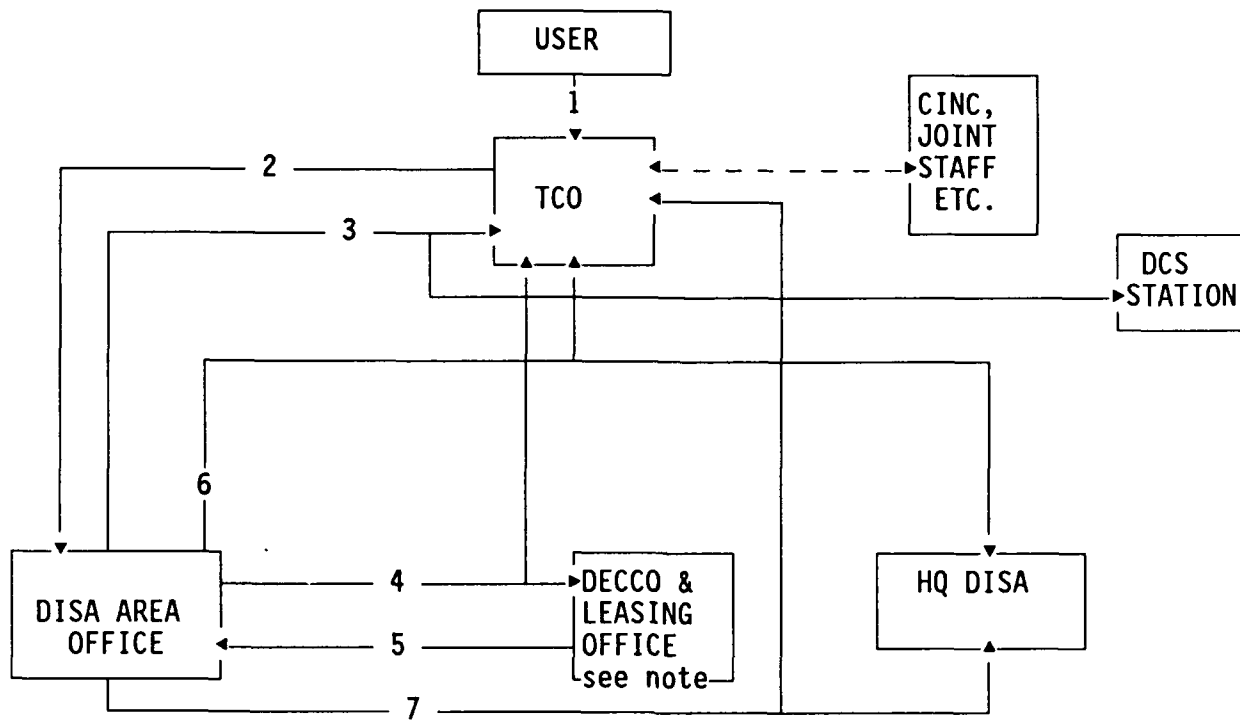 USER
1
CINC,
JOINT
STAFF
ETC.
2
TCO
3
DCS
STATION
6
4
DECCO &
LEASING
OFFICE
see note
HQ DISA
DISA AREA
OFFICE
5
7